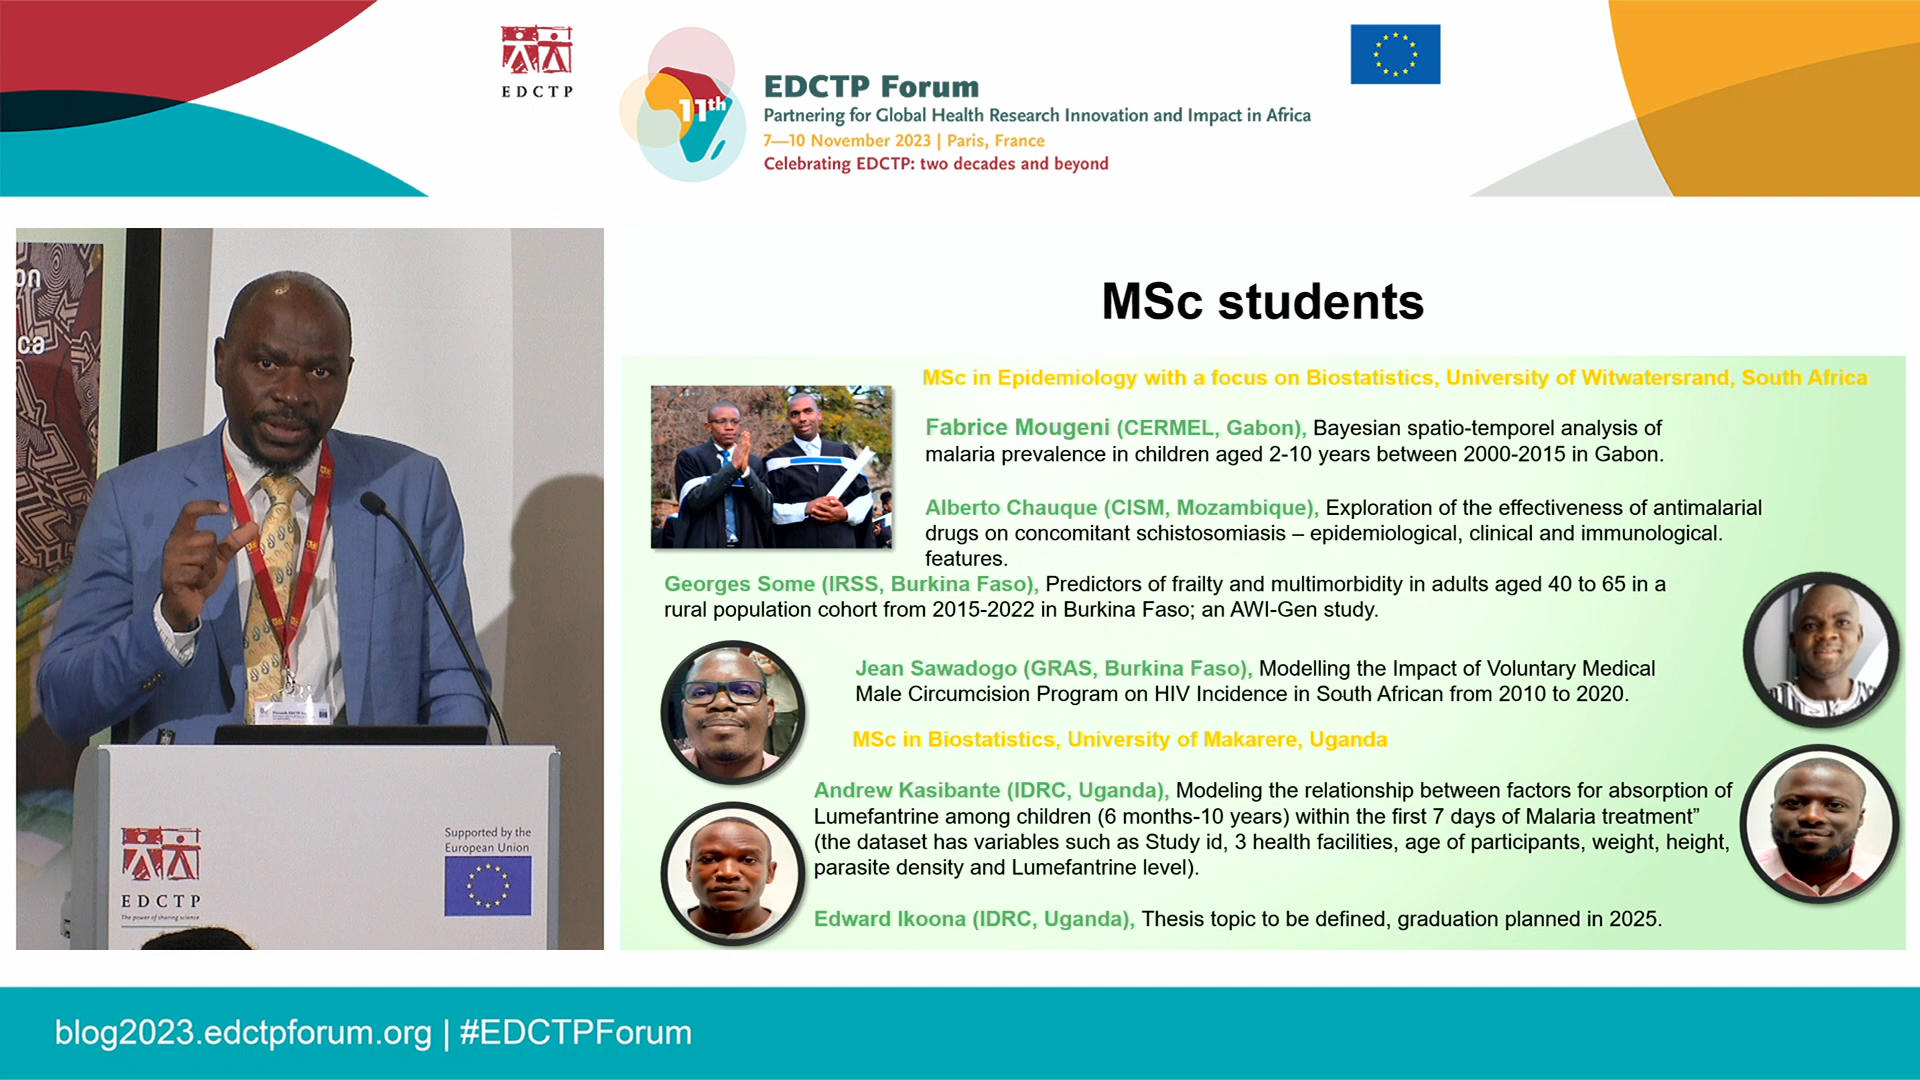 EDCTP
11th
EDCTP Forum
Partnering for Global Health Research Innovation and Impact in Africa
7—10 November 2023 | Paris, France
Celebrating EDCTP: two decades and beyond
on
ca
EDCTP
The power of sharing science
Supported by the
European Union
MSc students
MSc in Epidemiology with a focus on Biostatistics, University of Witwatersrand, South Africa
Fabrice Mougeni (CERMEL, Gabon), Bayesian spatio-temporal analysis of
malaria prevalence in children aged 2-10 years between 2000-2015 in Gabon.
Alberto Chauque (CISM, Mozambique), Exploration of the effectiveness of antimalarial
drugs on concomitant schistosomiasis – epidemiological, clinical and immunological.
features.
Georges Some (IRSS, Burkina Faso), Predictors of frailty and multimorbidity in adults aged 40 to 65 in a
rural population cohort from 2015-2022 in Burkina Faso; an AWI-Gen study.
Jean Sawadogo (GRAS, Burkina Faso), Modelling the Impact of Voluntary Medical
Male Circumcision Program on HIV Incidence in South African from 2010 to 2020.
MSc in Biostatistics, University of Makarere, Uganda
Andrew Kasibante (IDRC, Uganda), Modeling the relationship between factors for absorption of
Lumefantrine among children (6 months-10 years) within the first 7 days of Malaria treatment”
(the dataset has variables such as Study id, 3 health facilities, age of participants, weight, height,
parasite density and Lumefantrine level).
Edward Ikoona (IDRC, Uganda), Thesis topic to be defined, graduation planned in 2025.
blog2023.edctpforum.org | #EDCTPForum